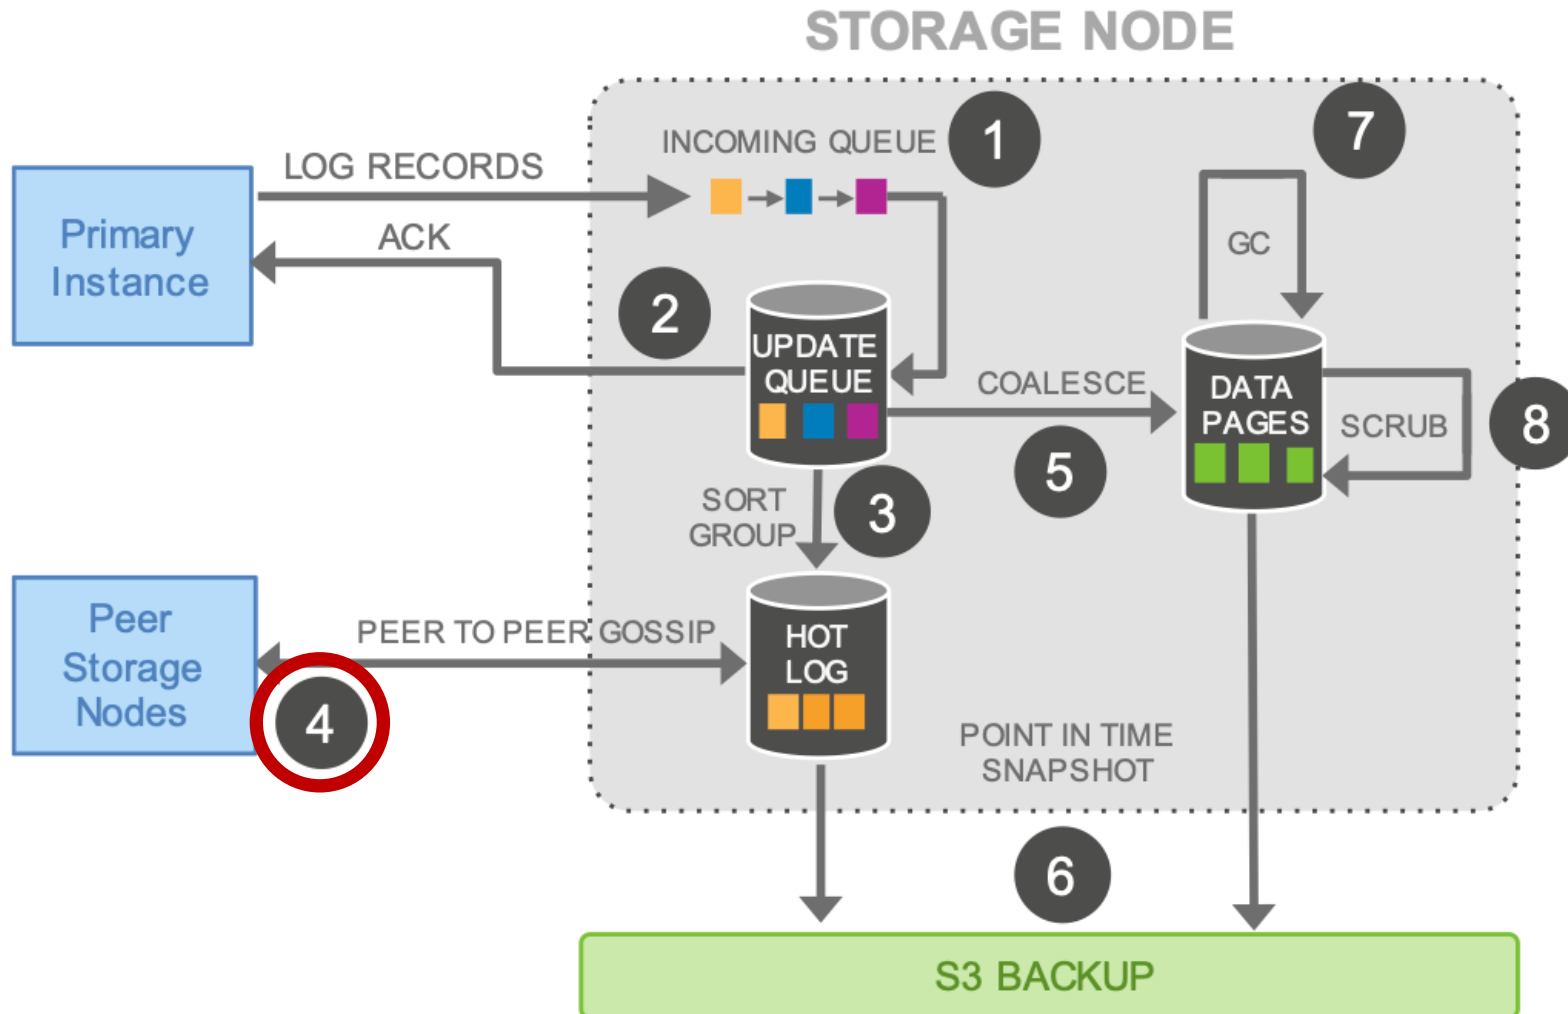 STORAGE NODE
INCOMING QUEUE
1
7
LOG RECORDS
Primary
Instance
ACK
GC
2
UPDATE
QUEUE
COALESCE
5
DATA
PAGES
SCRUB
8
SORT
GROUP
3
Peer
Storage
Nodes
PEER TO PEER GOSSIP
4
HOT
LOG
POINT IN TIME
SNAPSHOT
6
S3 BACKUP